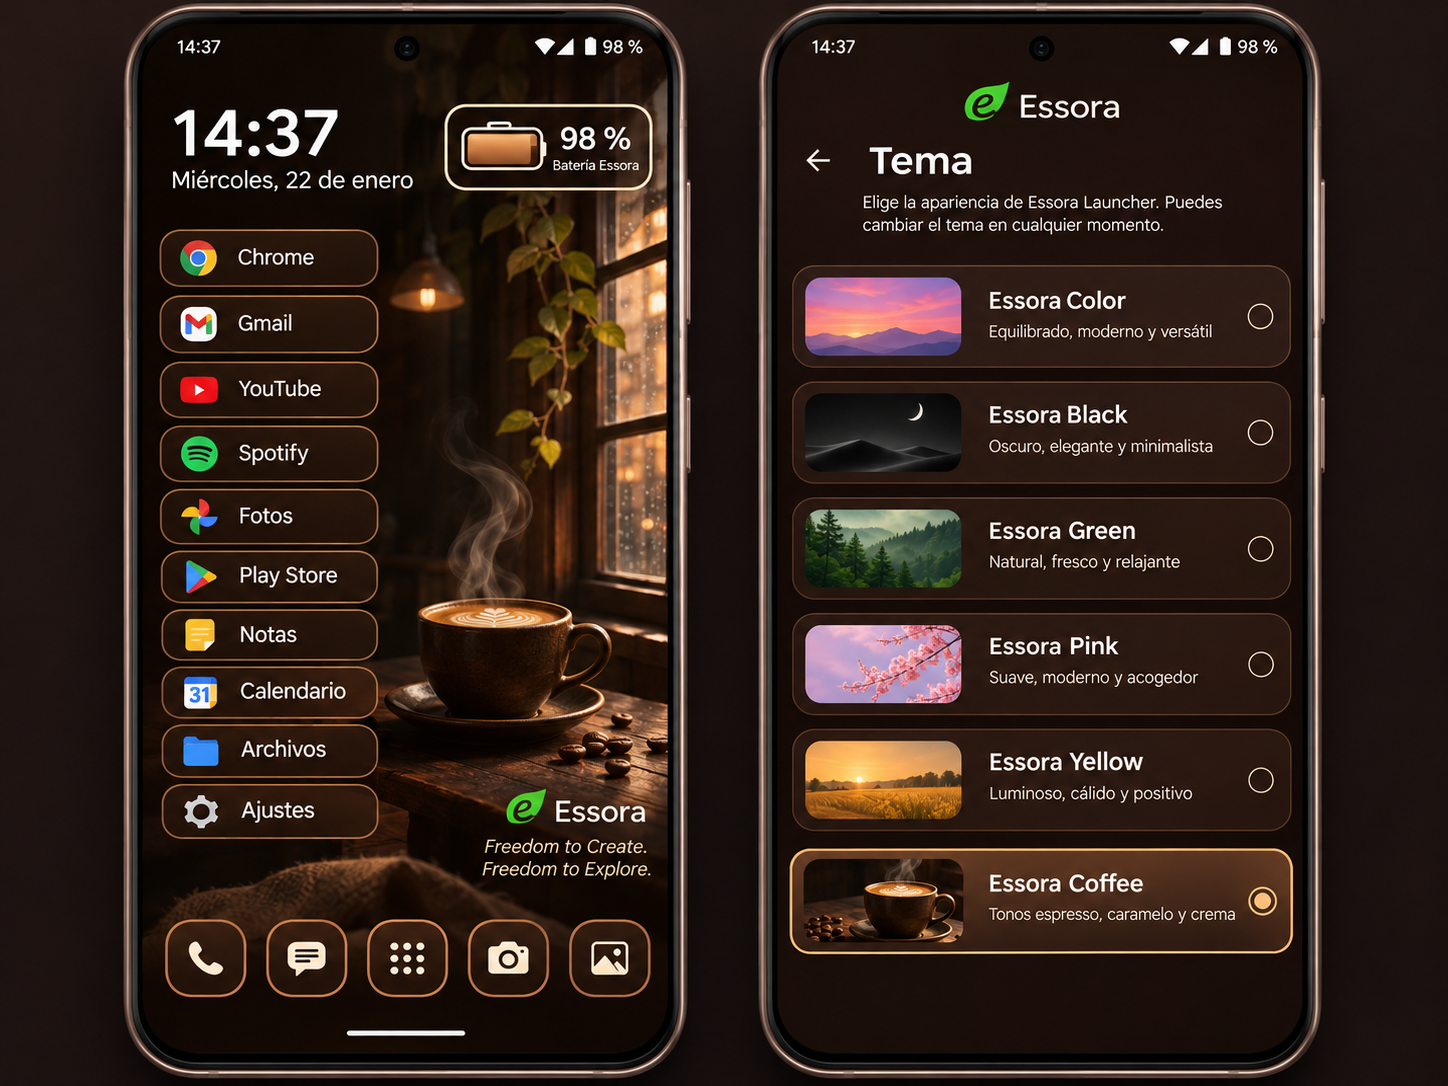 14:37
98 %
14:37
Miércoles, 22 de enero
98 %
Batería Essora
Chrome
Gmail
YouTube
Spotify
Fotos
Play Store
Notas
31
Calendario
Archivos
Ajustes
e Essora
Freedom to Create.
Freedom to Explore.
14:37
98 %
e Essora
Tema
Elige la apariencia de Essora Launcher. Puedes
cambiar el tema en cualquier momento.
Essora Color
Equilibrado, moderno y versátil
Essora Black
Oscuro, elegante y minimalista
Essora Green
Natural, fresco y relajante
Essora Pink
Suave, moderno y acogedor
Essora Yellow
Luminoso, cálido y positivo
Essora Coffee
Tonos espresso, caramelo y crema